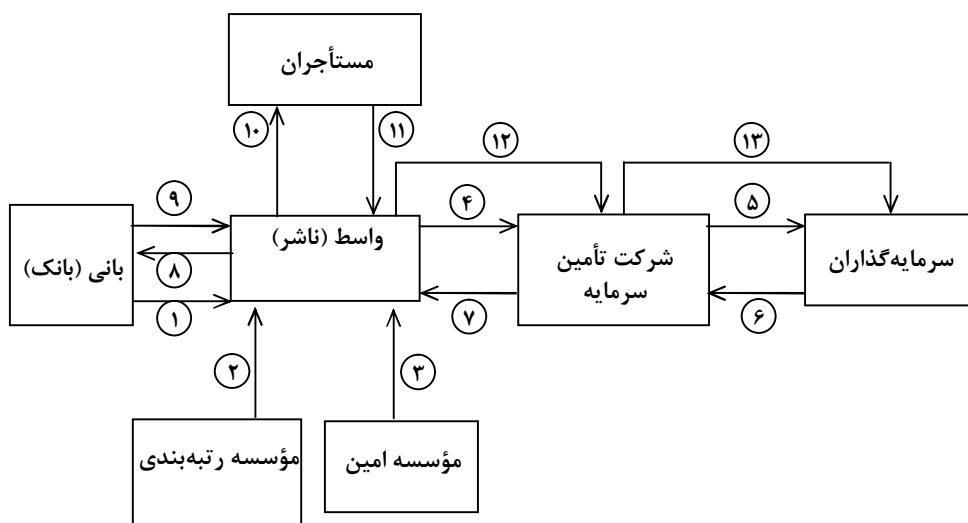 مستأجران
۱۰
۱۱
۱۲
۱۳
۹
۴
۵
واسط (ناشر)
بانی (بانک)
۸
شرکت تأمین
سرمایه
سرمایه‌گذاران
۱
۷
۶
۲
۳
مؤسسه رتبه‌بندی
مؤسسه امین